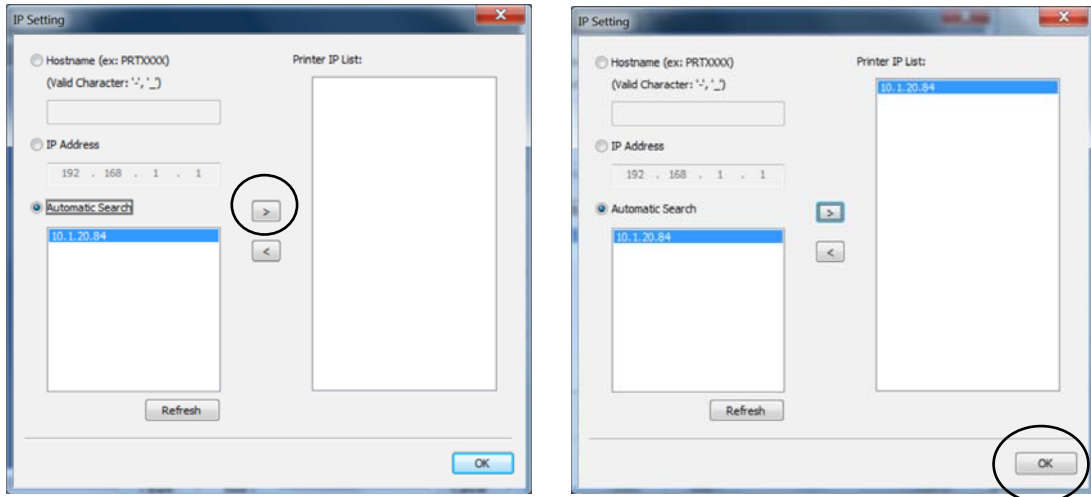 IP Setting
Hostname (ex: PRTXXXX)
(Valid Character: '-', '_')
IP Address
192 . 168 . 1 . 1
Automatic Search
10.1.20.84
Refresh
Printer IP List:
>
<
OK
IP Setting
Hostname (ex: PRTXXXX)
(Valid Character: '-', '_')
IP Address
192 . 168 . 1 . 1
Automatic Search
10.1.20.84
Refresh
Printer IP List:
10.1.20.84
>
<
OK